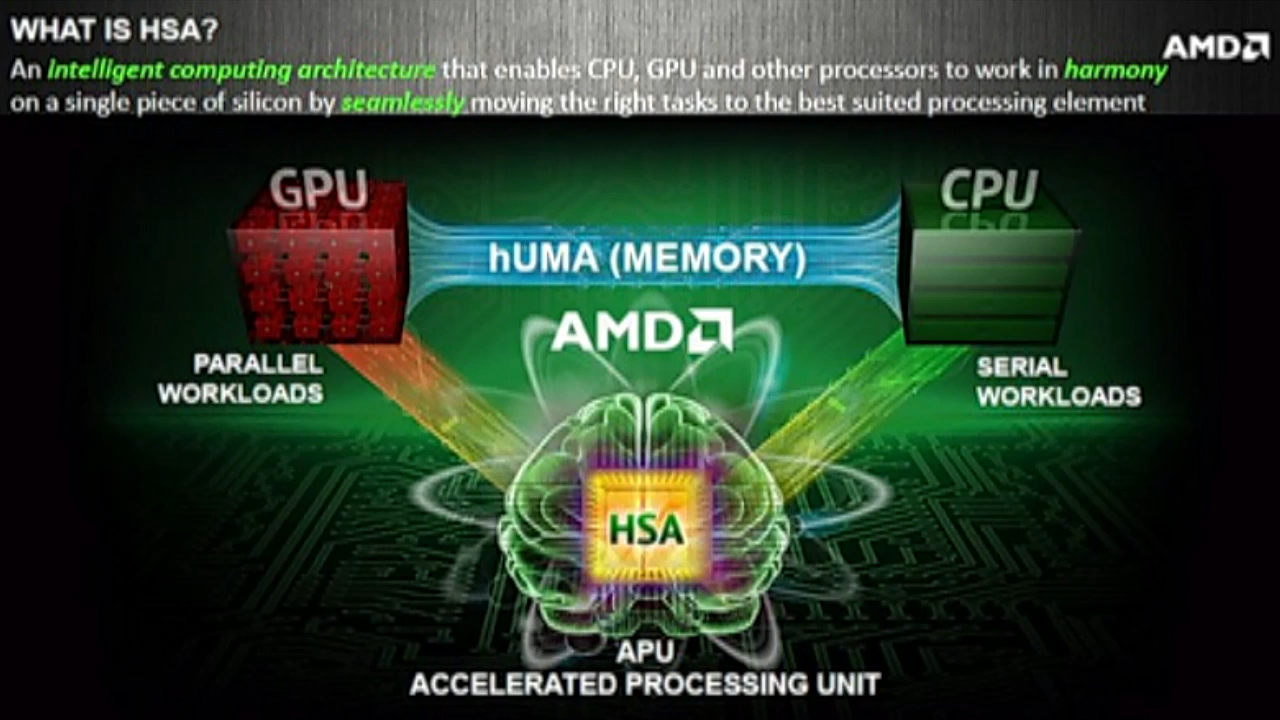 WHAT IS HSA?
AMD
An intelligent computing architecture that enables CPU, GPU and other processors to work in harmony
on a single piece of silicon by seamlessly moving the right tasks to the best suited processing element
GPU
CPU
hUMA (MEMORY)
AMD
PARALLEL
WORKLOADS
SERIAL
WORKLOADS
HSA
APU
ACCELERATED PROCESSING UNIT